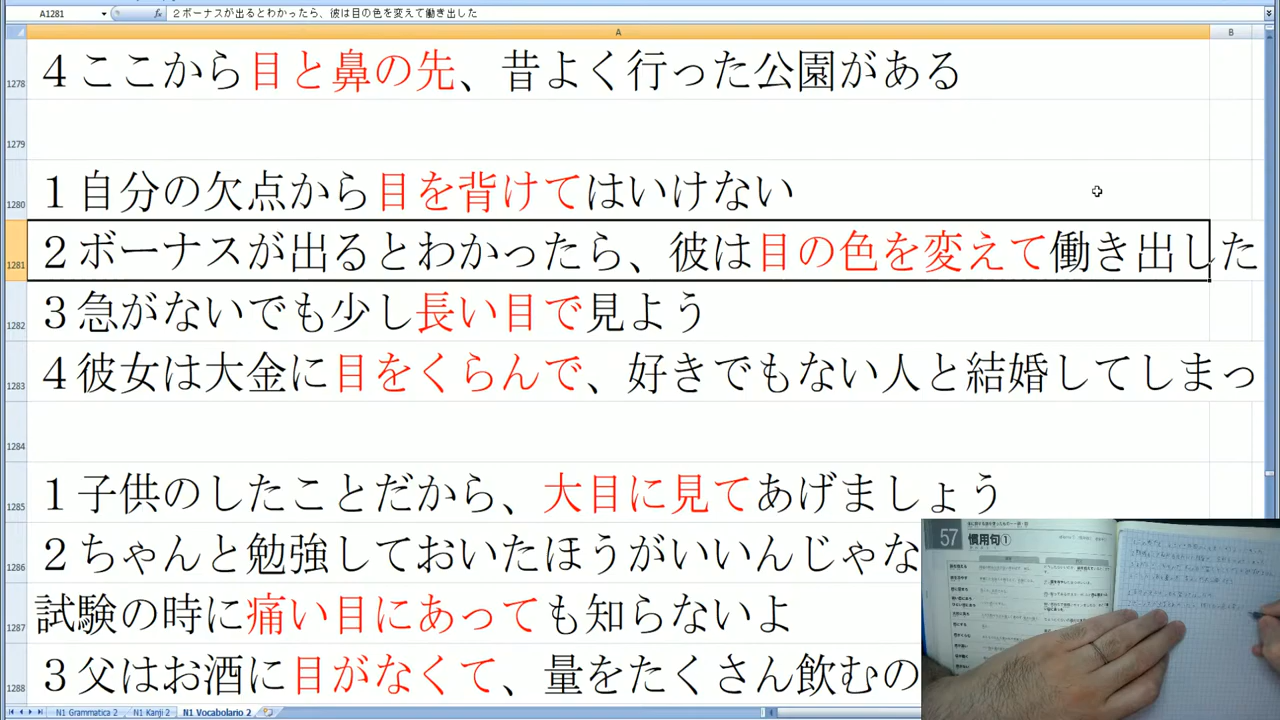 A1281
fx
２ボーナスが出るとわかったら、彼は目の色を変えて働き出した
A
B
1278
４ここから目と鼻の先、昔よく行った公園がある
1279
1280
１自分の欠点から目を背けてはいけない
1281
２ボーナスが出るとわかったら、彼は目の色を変えて働き出した
1282
３急がないでも少し長い目で見よう
1283
４彼女は大金に目をくらんで、好きでもない人と結婚してしまっ
1284
1285
１子供のしたことだから、大目に見てあげましょう
1286
２ちゃんと勉強しておいたほうがいいんじゃな
1287
試験の時に痛い目にあっても知らないよ
1288
３父はお酒に目がなくて、量をたくさん飲むの
57
慣用句①
N1 Grammatica 2
N1 Kanji 2
N1 Vocabolario 2